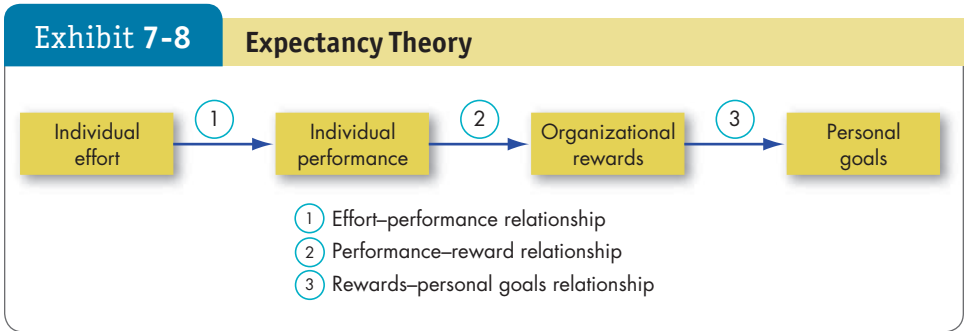 Exhibit 7-8
Expectancy Theory
1
2
3
Individual
effort
Individual
performance
Organizational
rewards
Personal
goals
1 Effort–performance relationship
2 Performance–reward relationship
3 Rewards–personal goals relationship